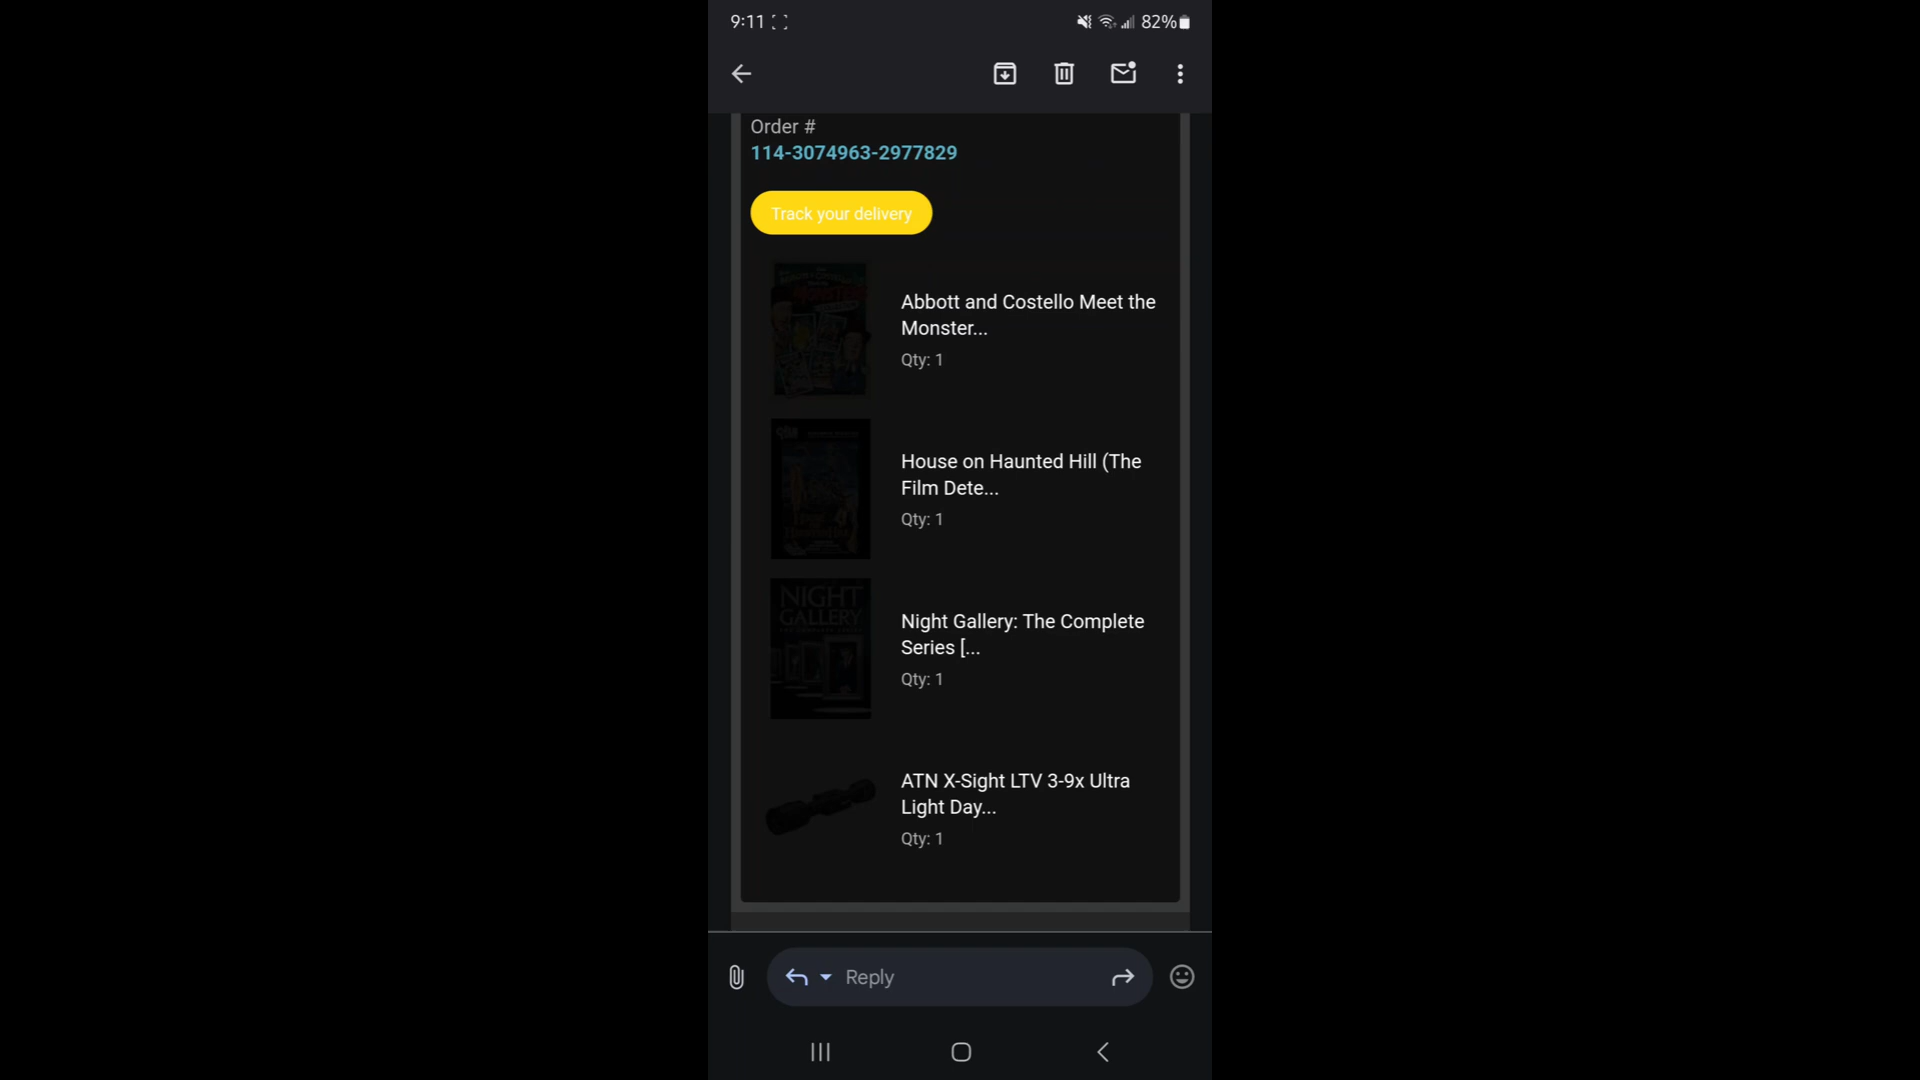 9:11
82%
Order #
114-3074963-2977829
Track your delivery
Abbott and Costello Meet the
Monster...
Qty: 1
House on Haunted Hill (The
Film Dete...
Qty: 1
NIGHT
GALLERY
Night Gallery: The Complete
Series [...
Qty: 1
ATN X-Sight LTV 3-9x Ultra
Light Day...
Qty: 1
Reply